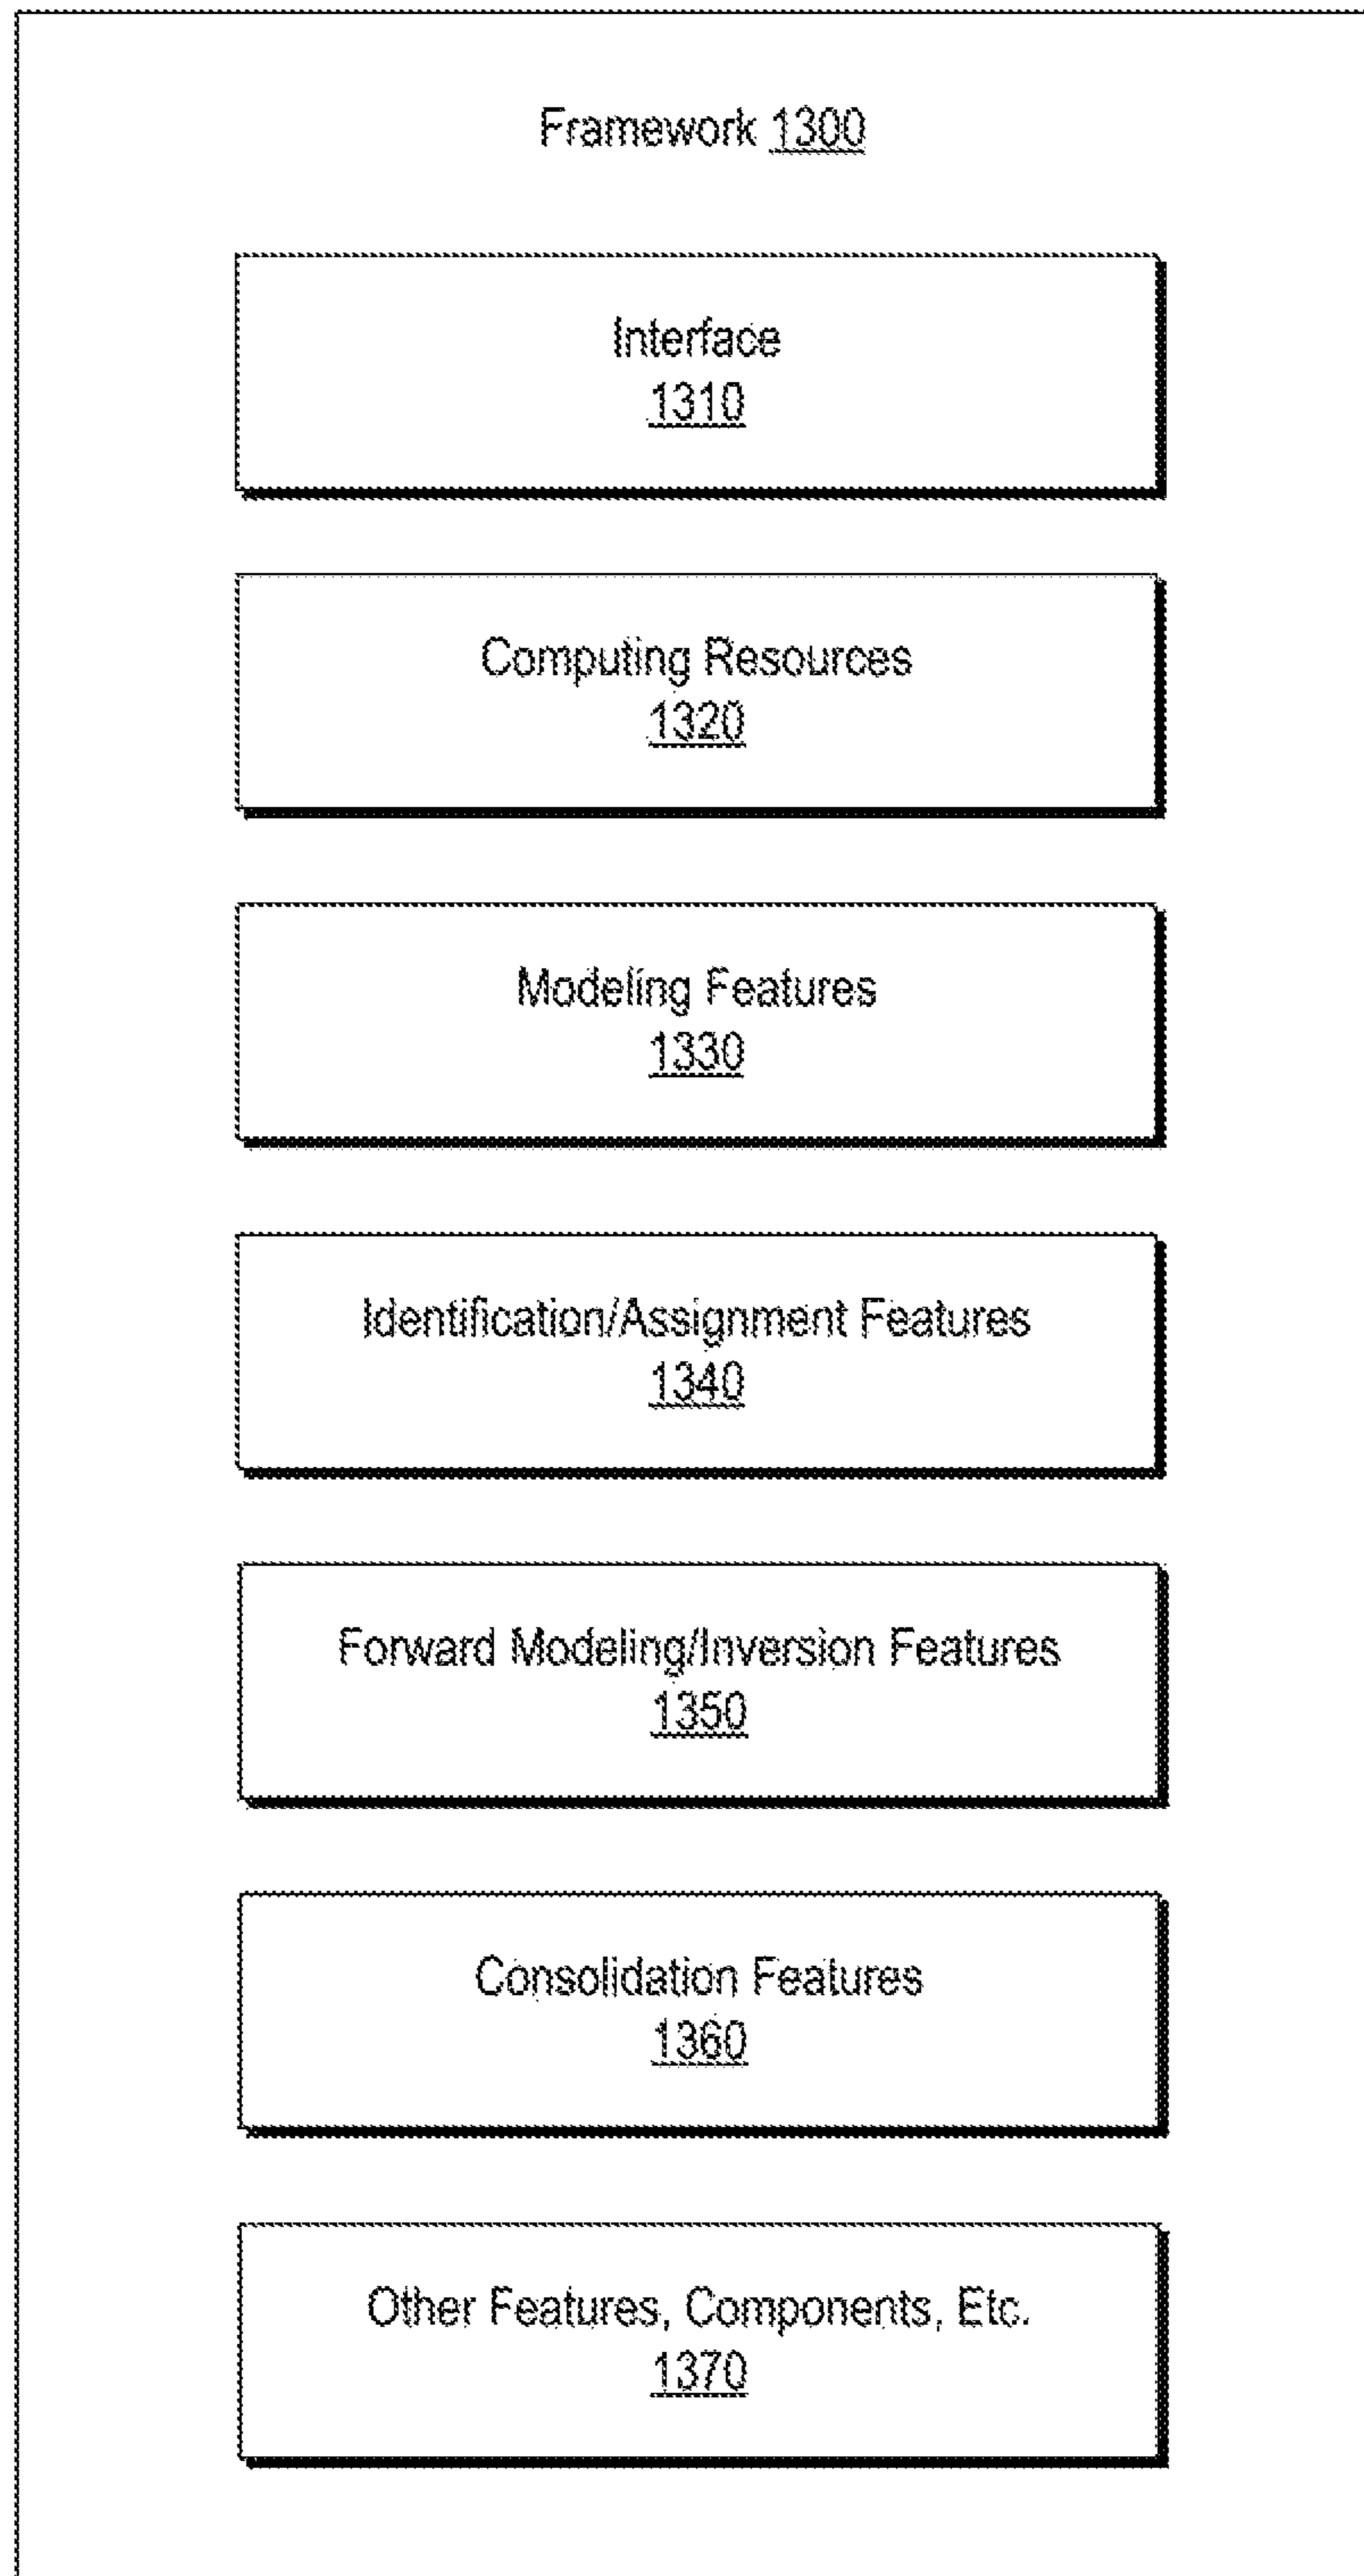 Framework 1300
Interface
1310
Computing Resources
1320
Modeling Features
1330
Identification/Assignment Features
1340
Forward Modeling/Inversion Features
1350
Consolidation Features
1360
Other Features, Components, Etc.
1370